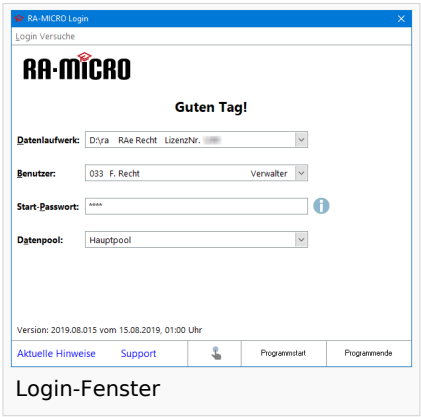 RA-MICRO Login
Login Versuche
RA-MICRO
Guten Tag!
Datenlaufwerk: D:\ra RAe Recht LizenzNr.
Benutzer: 033 F. Recht Verwalter
Start-Passwort: ****
Datenpool: Hauptpool
Version: 2019.08.015 vom 15.08.2019, 01:00 Uhr
Aktuelle Hinweise Support Programmstart Programmende
Login-Fenster